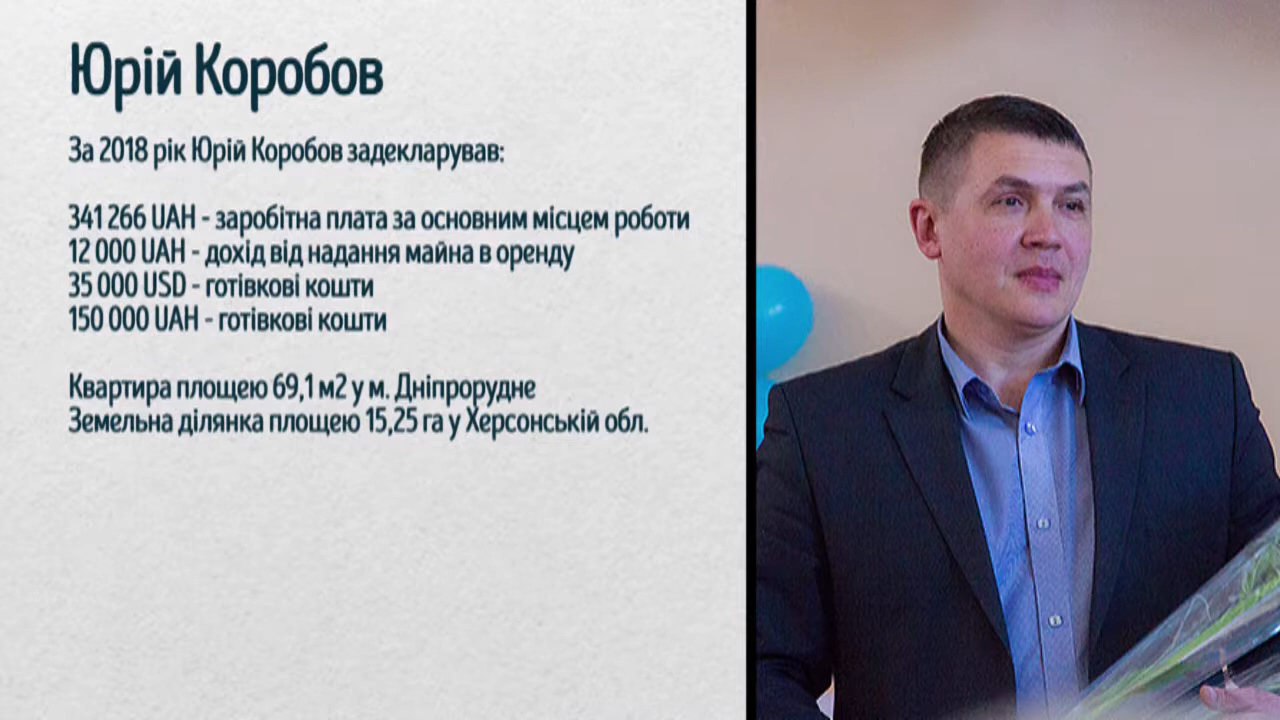 Юрій Коробов
За 2018 рік Юрій Коробов задекларував:
341 266 UAH - заробітна плата за основним місцем роботи
12 000 UAH - дохід від надання майна в оренду
35 000 USD - готівкові кошти
150 000 UAH - готівкові кошти
Квартира площею 69,1 м2 у м. Дніпрорудне
Земельна ділянка площею 15,25 га у Херсонській обл.